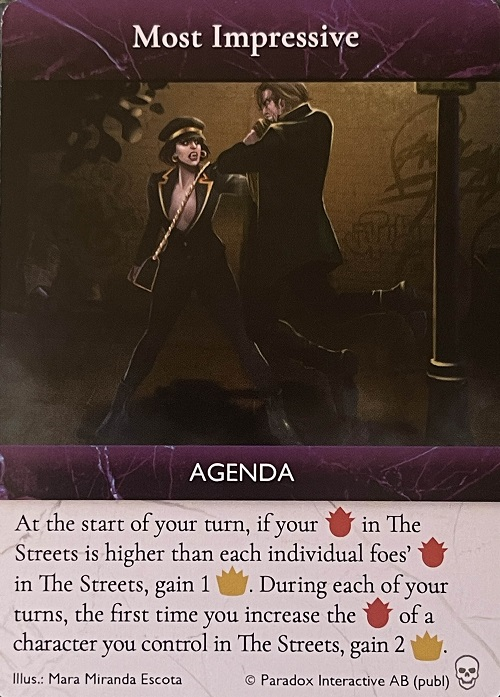 Most Impressive
AGENDA
At the start of your turn, if your in The
Streets is higher than each individual foes’
in The Streets, gain 1 . During each of your
turns, the first time you increase the of a
character you control in The Streets, gain 2 .
Illus.: Mara Miranda Escota © Paradox Interactive AB (publ)